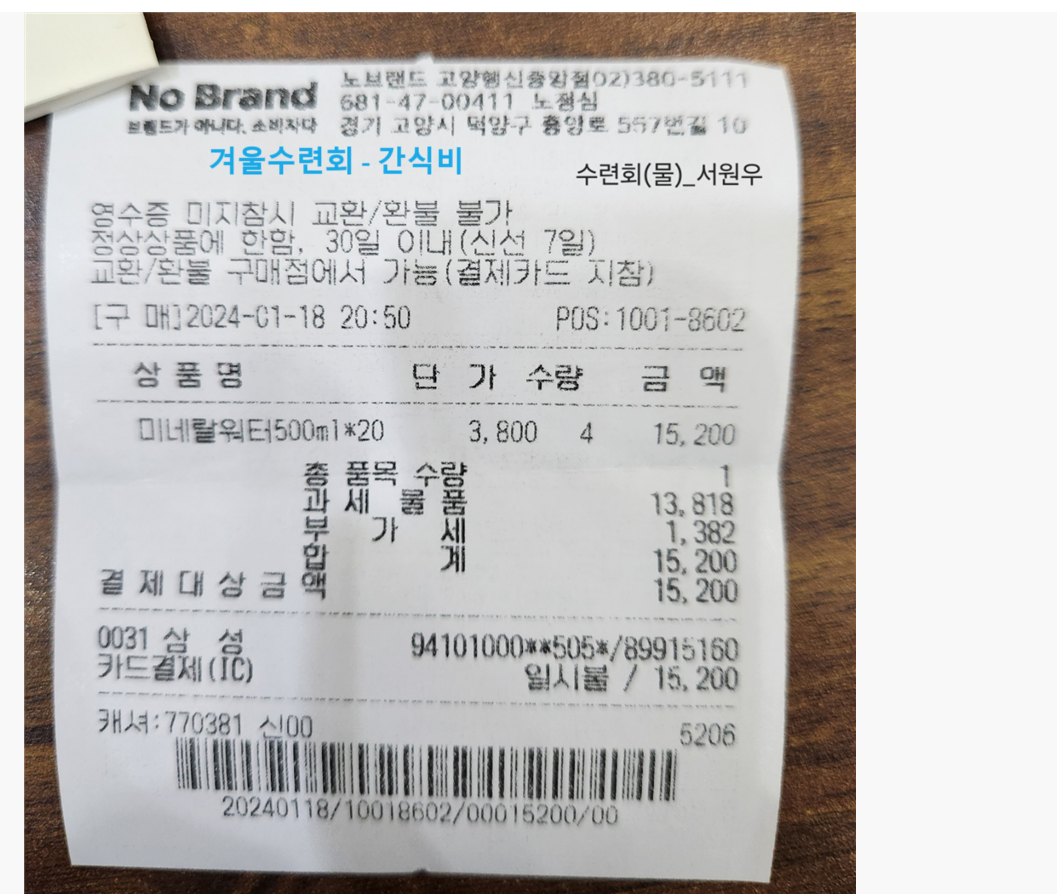 No Brand 노브랜드 고양행신중앙점02)380-5111
681-47-00411 노정심
브랜드가 아니다. 소비자다 경기 고양시 덕양구 중앙로 557번길 10
겨울수련회 - 간식비
수련회(물)_서원우
영수증 미지참시 교환/환불 불가
정상상품에 한함, 30일 이내(신선 7일)
교환/환불 구매점에서 가능(결제카드 지참)
[구 매]2024-01-18 20:50 POS:1001-8602
상 품 명 단 가 수량 금 액
미네랄워터500ml*20 3,800 4 15,200
총 품목 수량 1
과 세 물 품 13,818
부 가 세 1,382
합 계 15,200
결 제 대 상 금 액 15,200
0031 삼 성 94101000**505*/89915160
카드결제(IC) 일시불 / 15,200
캐셔:770381 신00 5206
20240118/10018602/00015200/00